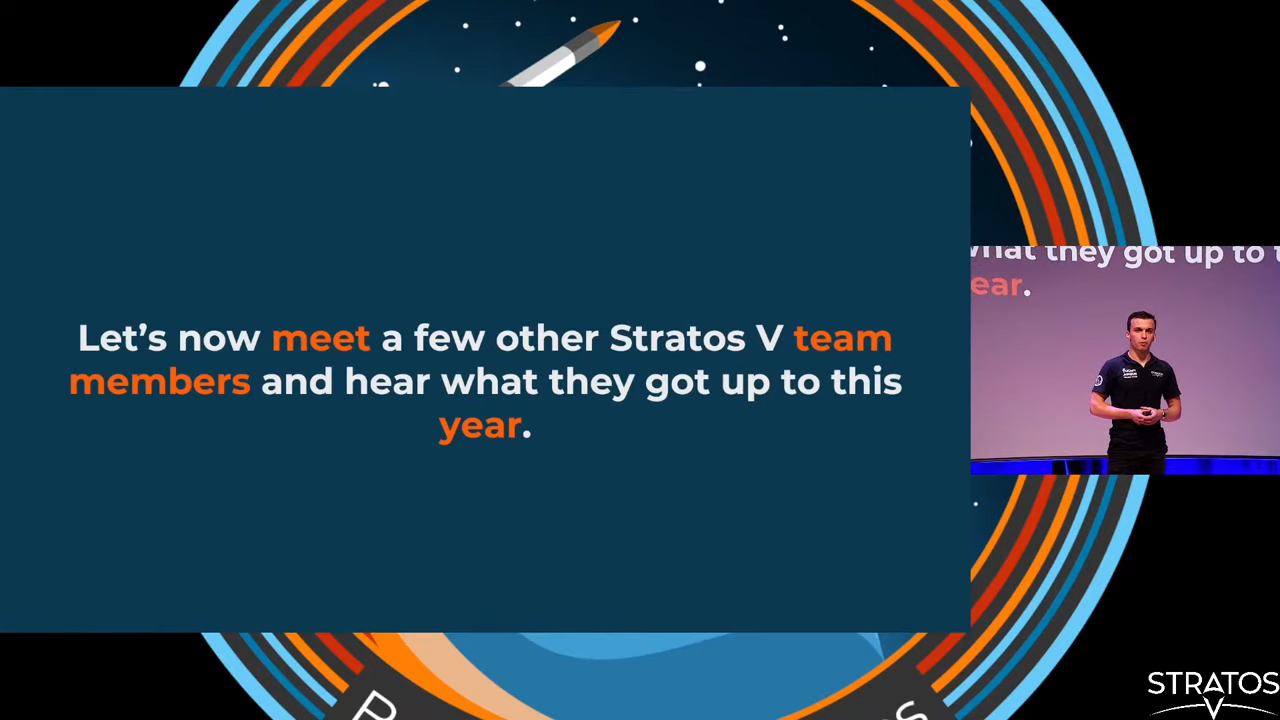 Let's now meet a few other Stratos V team
members and hear what they got up to this
year.
what they got up to
ear.
STRATOS
V